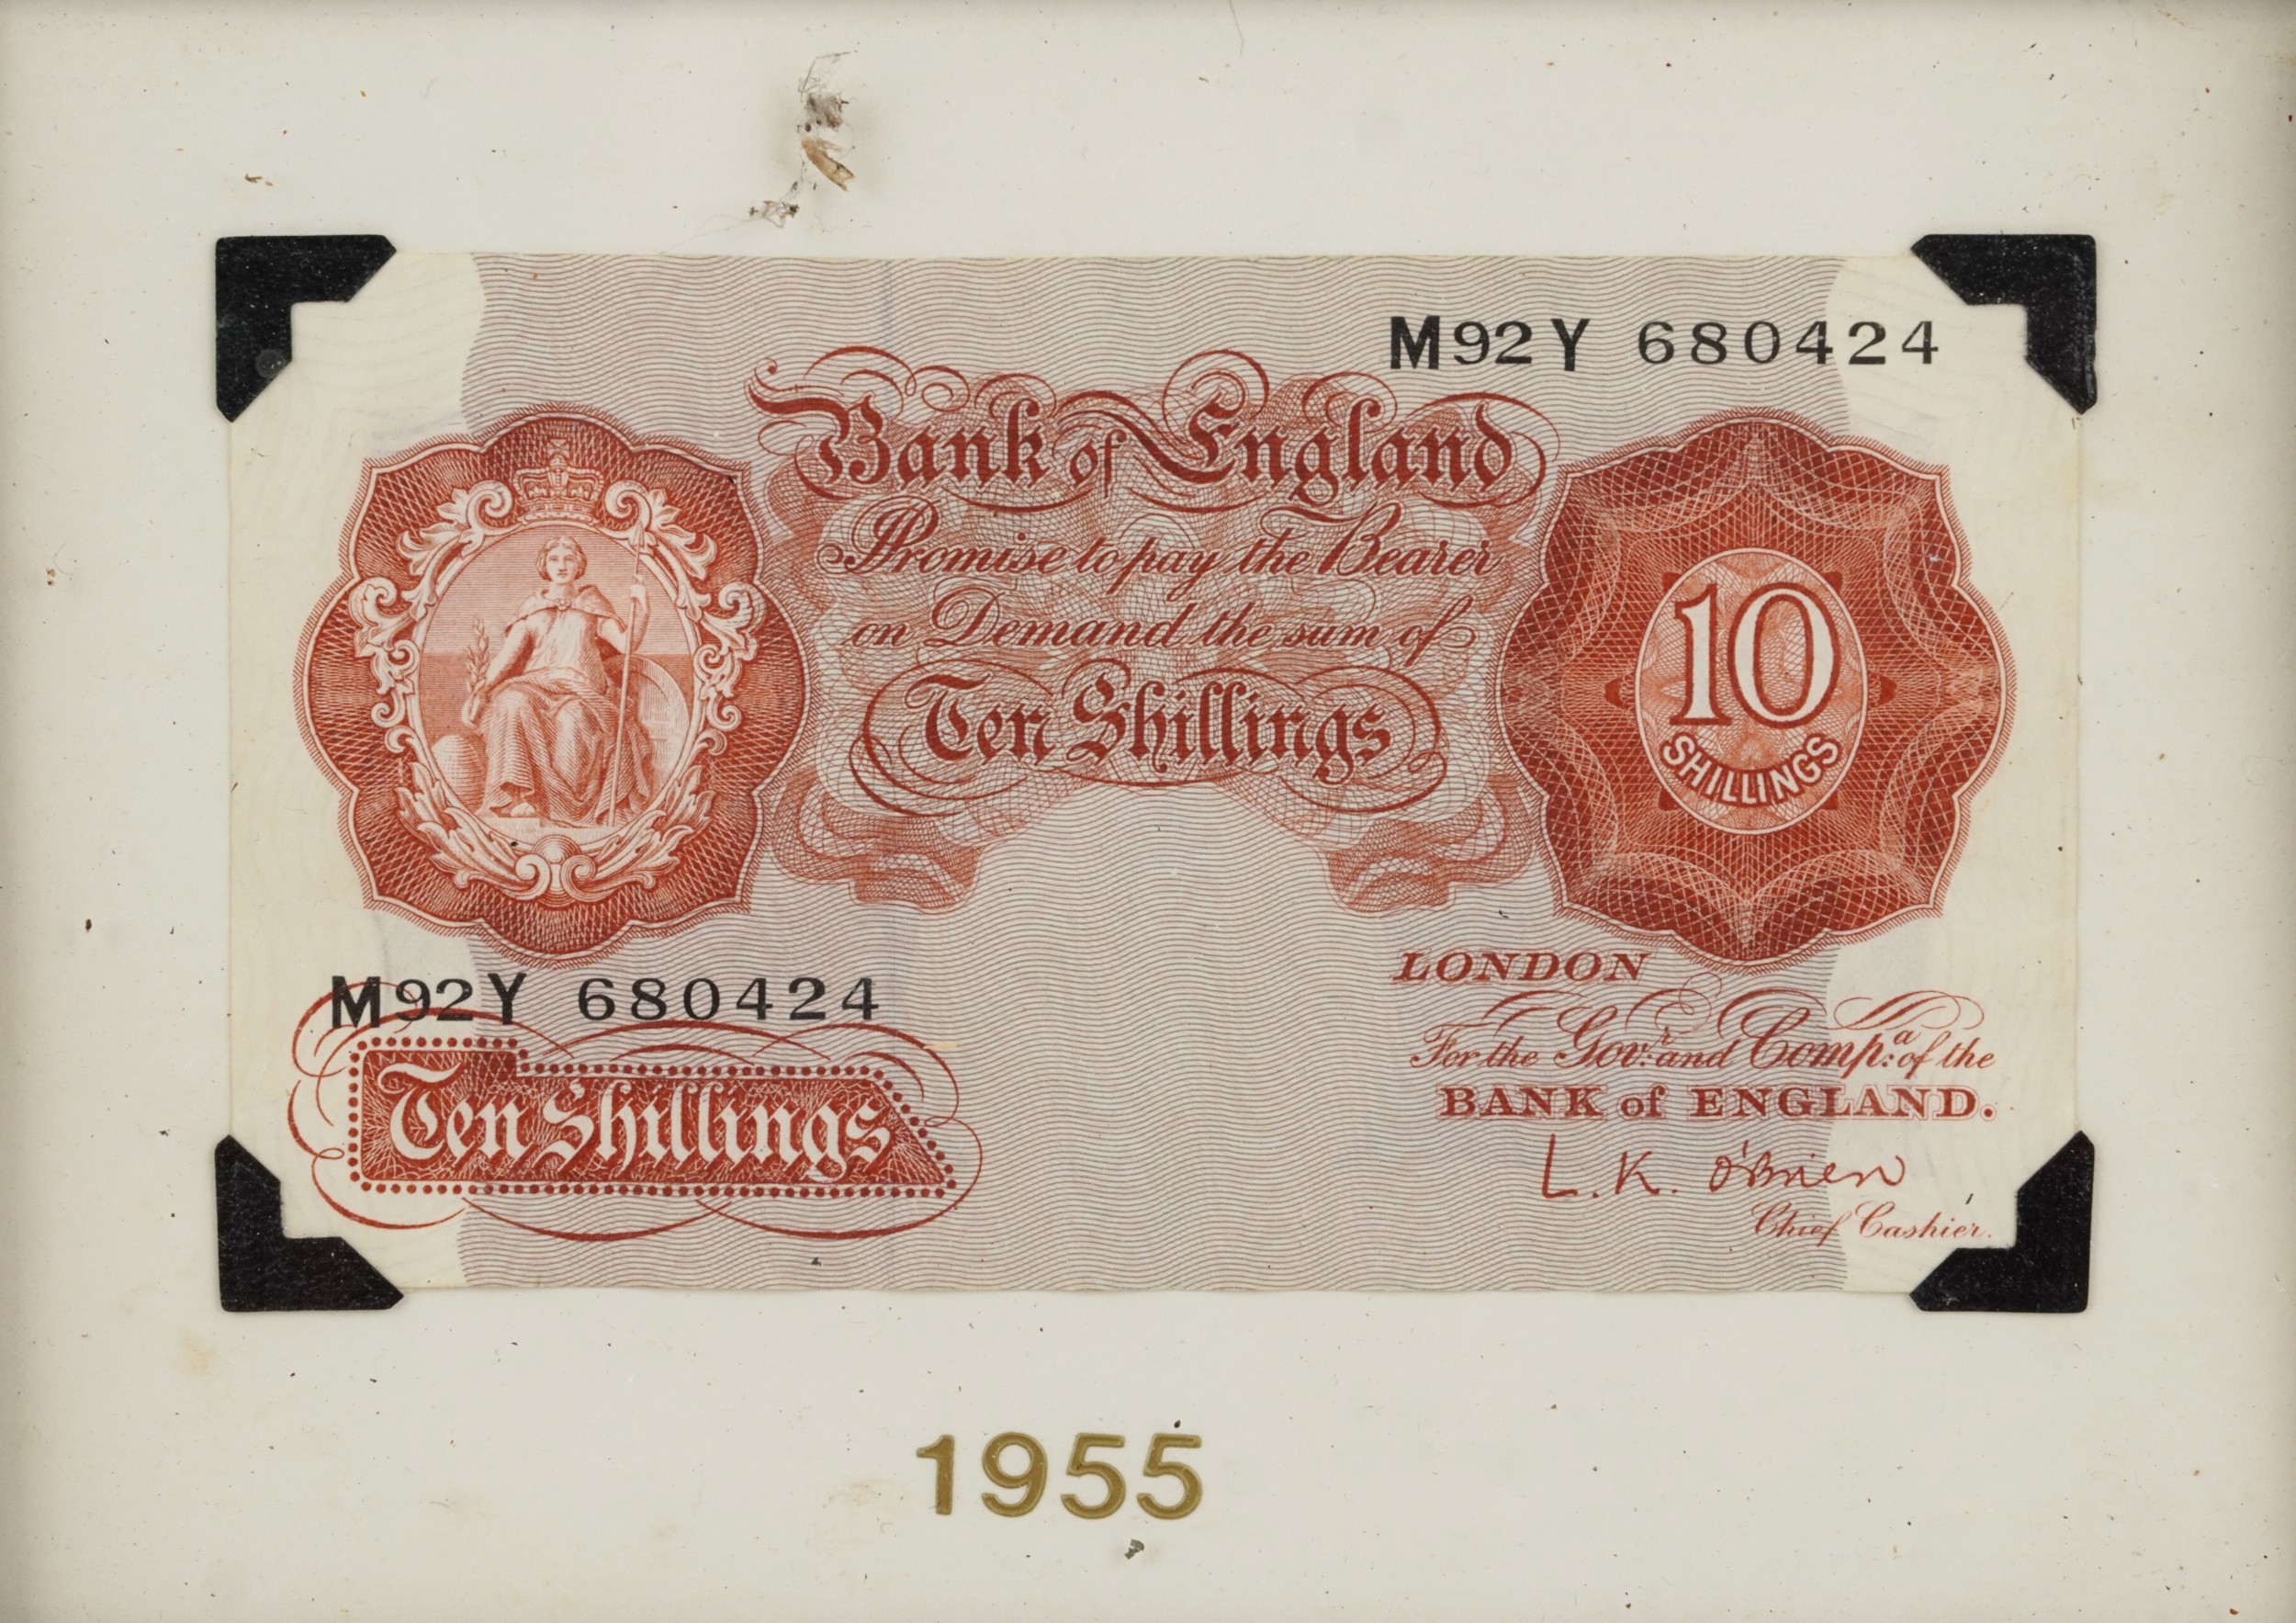 M92Y 680424
Bank of England
Promise to pay the Bearer
on Demand the sum of
Ten Shillings
10
SHILLINGS
M92Y 680424
Ten Shillings
LONDON
For the Govr. and Compa. of the
BANK of ENGLAND.
L. K. O'Brien
Chief Cashier.
1955